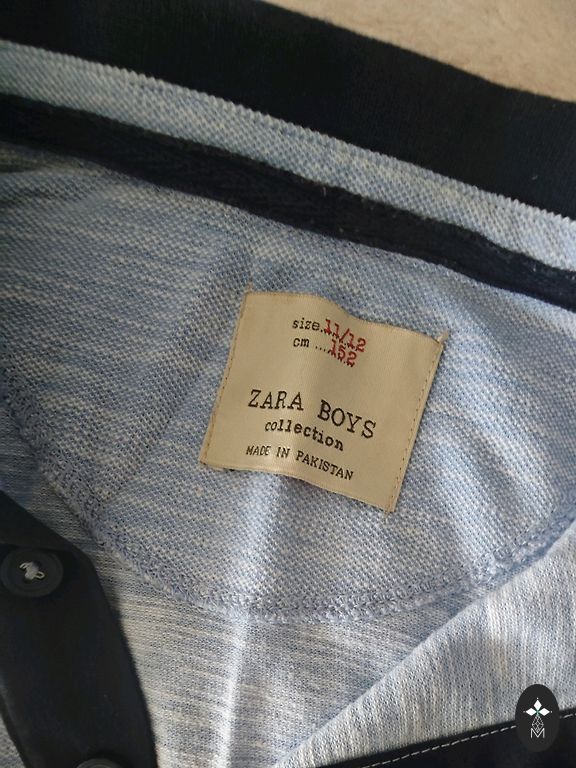 size..11/12
cm ....152
ZARA BOYS
collection
MADE IN PAKISTAN
M